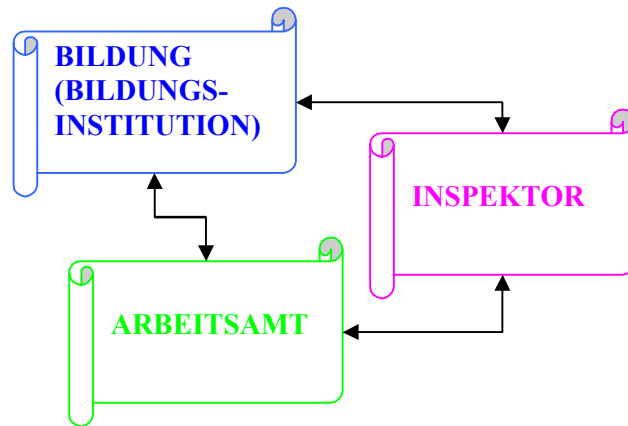 BILDUNG
(BILDUNGS-
INSTITUTION)
INSPEKTOR
ARBEITSAMT